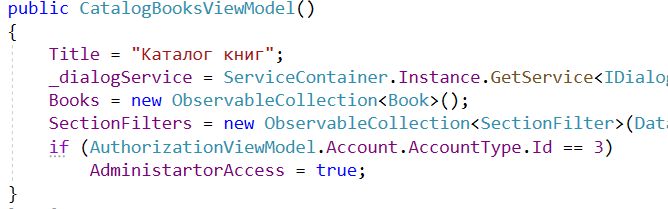 public CatalogBooksViewModel()
{
Title = "Каталог книг";
_dialogService = ServiceContainer.Instance.GetService<IDialog
Books = new ObservableCollection<Book>();
SectionFilters = new ObservableCollection<SectionFilter>(Data
if (AuthorizationViewModel.Account.AccountType.Id == 3)
AdministartorAccess = true;
}